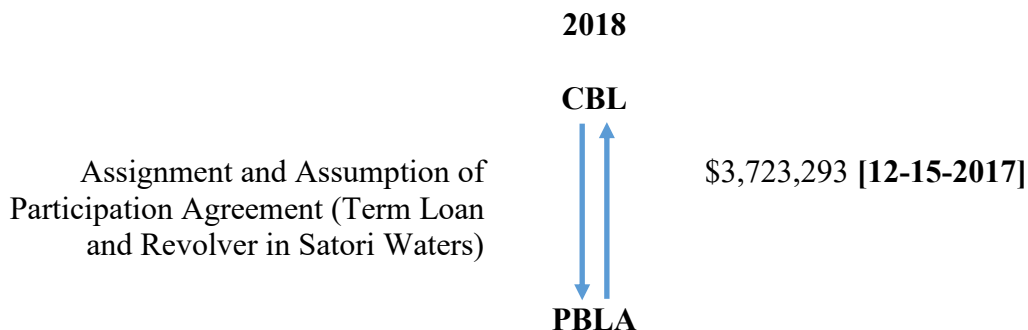 2018
CBL
Assignment and Assumption of
Participation Agreement (Term Loan
and Revolver in Satori Waters)
$3,723,293 [12-15-2017]
PBLA